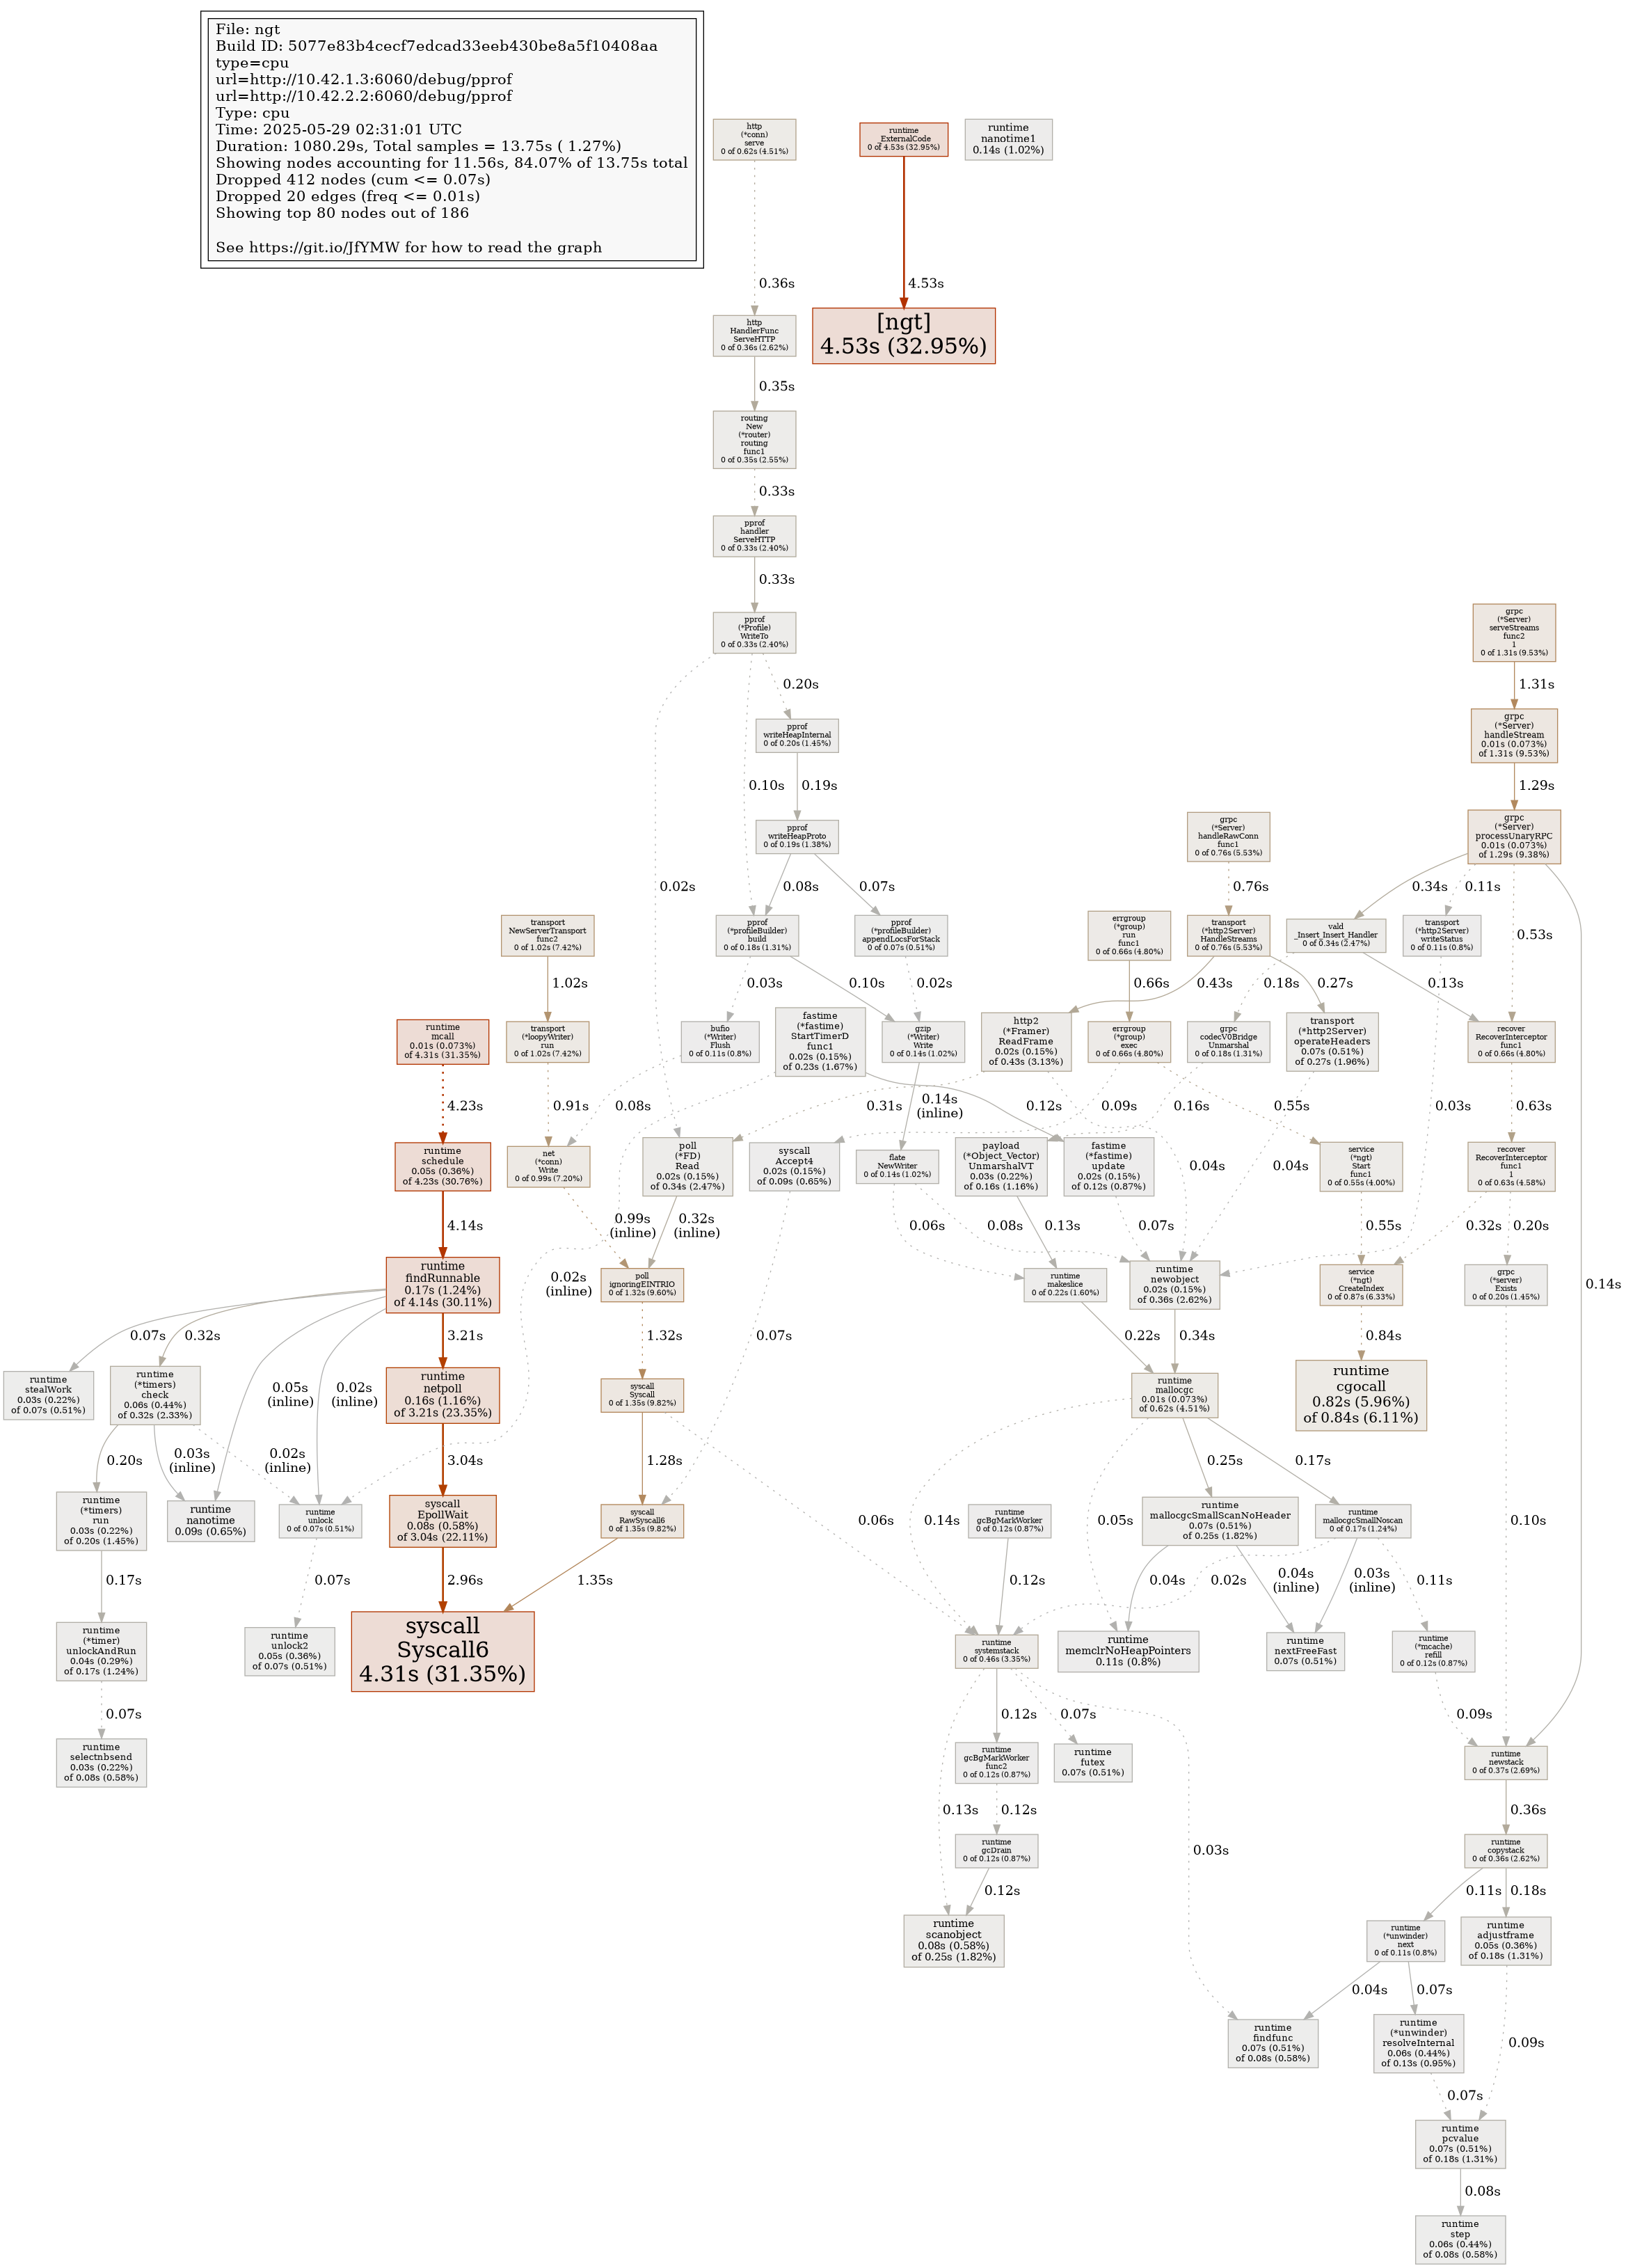 File: ngt
Build ID: 5077e83b4cecf7edcad33eeb430be8a5f10408aa
type=cpu
url=http://10.42.1.3:6060/debug/pprof
url=http://10.42.2.2:6060/debug/pprof
Type: cpu
Time: 2025-05-29 02:31:01 UTC
Duration: 1080.29s, Total samples = 13.75s ( 1.27%)
Showing nodes accounting for 11.56s, 84.07% of 13.75s total
Dropped 412 nodes (cum <= 0.07s)
Dropped 20 edges (freq <= 0.01s)
Showing top 80 nodes out of 186
See https://git.io/JfYMW for how to read the graph
http
(*conn)
serve
0 of 0.62s (4.51%)
runtime
_ExternalCode
0 of 4.53s (32.95%)
runtime
nanotime1
0.14s (1.02%)
0.36s
4.53s
http
HandlerFunc
ServeHTTP
0 of 0.36s (2.62%)
[ngt]
4.53s (32.95%)
0.35s
routing
New
(*router)
routing
func1
0 of 0.35s (2.55%)
0.33s
pprof
handler
ServeHTTP
0 of 0.33s (2.40%)
0.33s
pprof
(*Profile)
WriteTo
0 of 0.33s (2.40%)
grpc
(*Server)
serveStreams
func2
1
0 of 1.31s (9.53%)
0.20s
1.31s
pprof
writeHeapInternal
0 of 0.20s (1.45%)
grpc
(*Server)
handleStream
0.01s (0.073%)
of 1.31s (9.53%)
0.10s
0.19s
1.29s
pprof
writeHeapProto
0 of 0.19s (1.38%)
grpc
(*Server)
handleRawConn
func1
0 of 0.76s (5.53%)
grpc
(*Server)
processUnaryRPC
0.01s (0.073%)
of 1.29s (9.38%)
0.02s
0.08s
0.07s
0.76s
0.34s
0.11s
transport
NewServerTransport
func2
0 of 1.02s (7.42%)
pprof
(*profileBuilder)
build
0 of 0.18s (1.31%)
pprof
(*profileBuilder)
appendLocsForStack
0 of 0.07s (0.51%)
errgroup
(*group)
run
func1
0 of 0.66s (4.80%)
transport
(*http2Server)
HandleStreams
0 of 0.76s (5.53%)
vald
_Insert_Insert_Handler
0 of 0.34s (2.47%)
transport
(*http2Server)
writeStatus
0 of 0.11s (0.8%)
0.53s
1.02s
0.03s
0.10s
0.02s
0.66s
0.43s
0.18s
0.27s
0.13s
runtime
mcall
0.01s (0.073%)
of 4.31s (31.35%)
transport
(*loopyWriter)
run
0 of 1.02s (7.42%)
bufio
(*Writer)
Flush
0 of 0.11s (0.8%)
fastime
(*fastime)
StartTimerD
func1
0.02s (0.15%)
of 0.23s (1.67%)
gzip
(*Writer)
Write
0 of 0.14s (1.02%)
http2
(*Framer)
ReadFrame
0.02s (0.15%)
of 0.43s (3.13%)
errgroup
(*group)
exec
0 of 0.66s (4.80%)
grpc
codecV0Bridge
Unmarshal
0 of 0.18s (1.31%)
transport
(*http2Server)
operateHeaders
0.07s (0.51%)
of 0.27s (1.96%)
recover
RecoverInterceptor
func1
0 of 0.66s (4.80%)
4.23s
0.91s
0.08s
0.31s
0.14s
(inline)
0.12s
0.09s
0.16s
0.55s
0.03s
0.63s
runtime
schedule
0.05s (0.36%)
of 4.23s (30.76%)
net
(*conn)
Write
0 of 0.99s (7.20%)
poll
(*FD)
Read
0.02s (0.15%)
of 0.34s (2.47%)
syscall
Accept4
0.02s (0.15%)
of 0.09s (0.65%)
flate
NewWriter
0 of 0.14s (1.02%)
payload
(*Object_Vector)
UnmarshalVT
0.03s (0.22%)
of 0.16s (1.16%)
fastime
(*fastime)
update
0.02s (0.15%)
of 0.12s (0.87%)
0.04s
0.04s
service
(*ngt)
Start
func1
0 of 0.55s (4.00%)
recover
RecoverInterceptor
func1
1
0 of 0.63s (4.58%)
4.14s
0.99s
(inline)
0.32s
(inline)
0.06s
0.08s
0.13s
0.07s
0.55s
0.32s
0.20s
runtime
findRunnable
0.17s (1.24%)
of 4.14s (30.11%)
0.02s
(inline)
poll
ignoringEINTRIO
0 of 1.32s (9.60%)
runtime
makeslice
0 of 0.22s (1.60%)
runtime
newobject
0.02s (0.15%)
of 0.36s (2.62%)
service
(*ngt)
CreateIndex
0 of 0.87s (6.33%)
grpc
(*server)
Exists
0 of 0.20s (1.45%)
0.14s
0.07s
0.32s
3.21s
1.32s
0.07s
0.22s
0.34s
0.84s
runtime
stealWork
0.03s (0.22%)
of 0.07s (0.51%)
runtime
(*timers)
check
0.06s (0.44%)
of 0.32s (2.33%)
0.05s
(inline)
0.02s
(inline)
runtime
netpoll
0.16s (1.16%)
of 3.21s (23.35%)
syscall
Syscall
0 of 1.35s (9.82%)
runtime
mallocgc
0.01s (0.073%)
of 0.62s (4.51%)
runtime
cgocall
0.82s (5.96%)
of 0.84s (6.11%)
0.20s
0.03s
(inline)
0.02s
(inline)
3.04s
1.28s
0.25s
0.17s
runtime
(*timers)
run
0.03s (0.22%)
of 0.20s (1.45%)
runtime
nanotime
0.09s (0.65%)
runtime
unlock
0 of 0.07s (0.51%)
syscall
EpollWait
0.08s (0.58%)
of 3.04s (22.11%)
syscall
RawSyscall6
0 of 1.35s (9.82%)
0.06s
0.14s
runtime
gcBgMarkWorker
0 of 0.12s (0.87%)
0.05s
runtime
mallocgcSmallScanNoHeader
0.07s (0.51%)
of 0.25s (1.82%)
runtime
mallocgcSmallNoscan
0 of 0.17s (1.24%)
0.10s
0.17s
0.07s
2.96s
1.35s
0.12s
0.04s
0.02s
0.04s
(inline)
0.03s
(inline)
0.11s
runtime
(*timer)
unlockAndRun
0.04s (0.29%)
of 0.17s (1.24%)
runtime
unlock2
0.05s (0.36%)
of 0.07s (0.51%)
syscall
Syscall6
4.31s (31.35%)
runtime
systemstack
0 of 0.46s (3.35%)
runtime
memclrNoHeapPointers
0.11s (0.8%)
runtime
nextFreeFast
0.07s (0.51%)
runtime
(*mcache)
refill
0 of 0.12s (0.87%)
0.07s
0.12s
0.07s
0.09s
runtime
selectnbsend
0.03s (0.22%)
of 0.08s (0.58%)
runtime
gcBgMarkWorker
func2
0 of 0.12s (0.87%)
runtime
futex
0.07s (0.51%)
runtime
newstack
0 of 0.37s (2.69%)
0.13s
0.12s
0.36s
runtime
gcDrain
0 of 0.12s (0.87%)
0.03s
runtime
copystack
0 of 0.36s (2.62%)
0.12s
0.11s
0.18s
runtime
scanobject
0.08s (0.58%)
of 0.25s (1.82%)
runtime
(*unwinder)
next
0 of 0.11s (0.8%)
runtime
adjustframe
0.05s (0.36%)
of 0.18s (1.31%)
0.04s
0.07s
runtime
findfunc
0.07s (0.51%)
of 0.08s (0.58%)
runtime
(*unwinder)
resolveInternal
0.06s (0.44%)
of 0.13s (0.95%)
0.09s
0.07s
runtime
pcvalue
0.07s (0.51%)
of 0.18s (1.31%)
0.08s
runtime
step
0.06s (0.44%)
of 0.08s (0.58%)